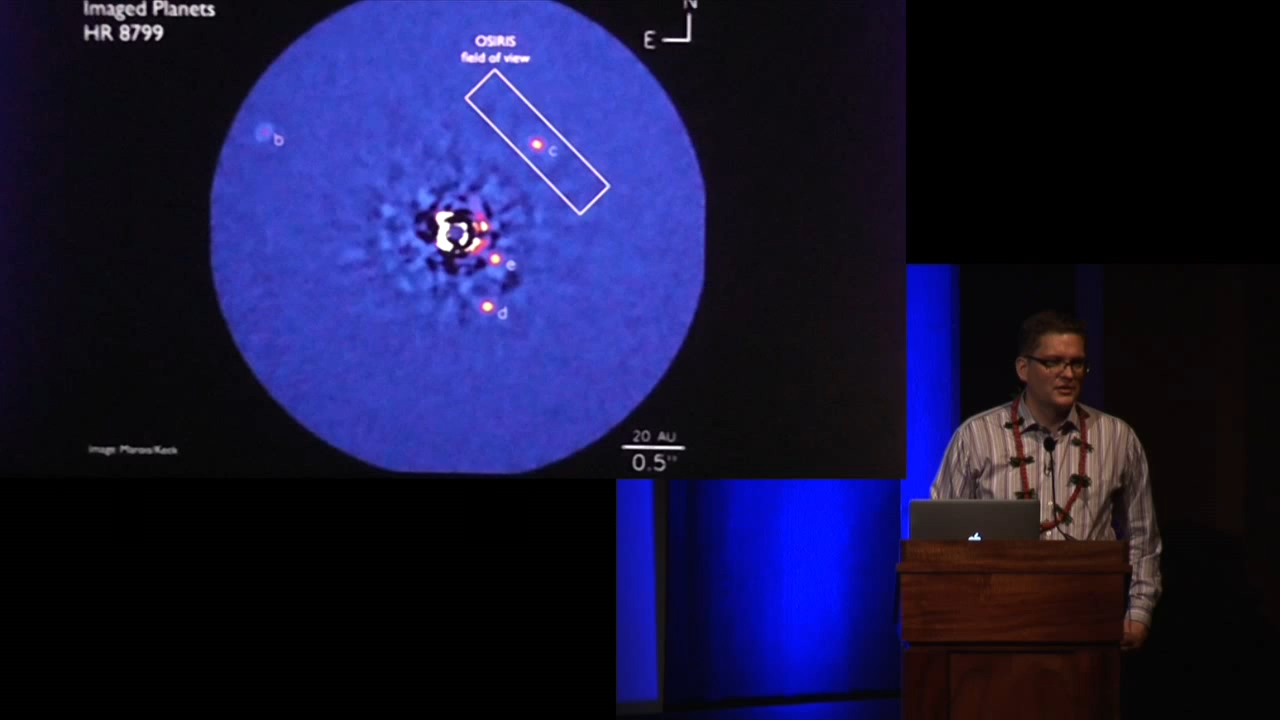 Imaged Planets
HR 8799
N
E
OSIRIS
field of view
b
c
e
d
20 AU
0.5"
Image: Marois/Keck